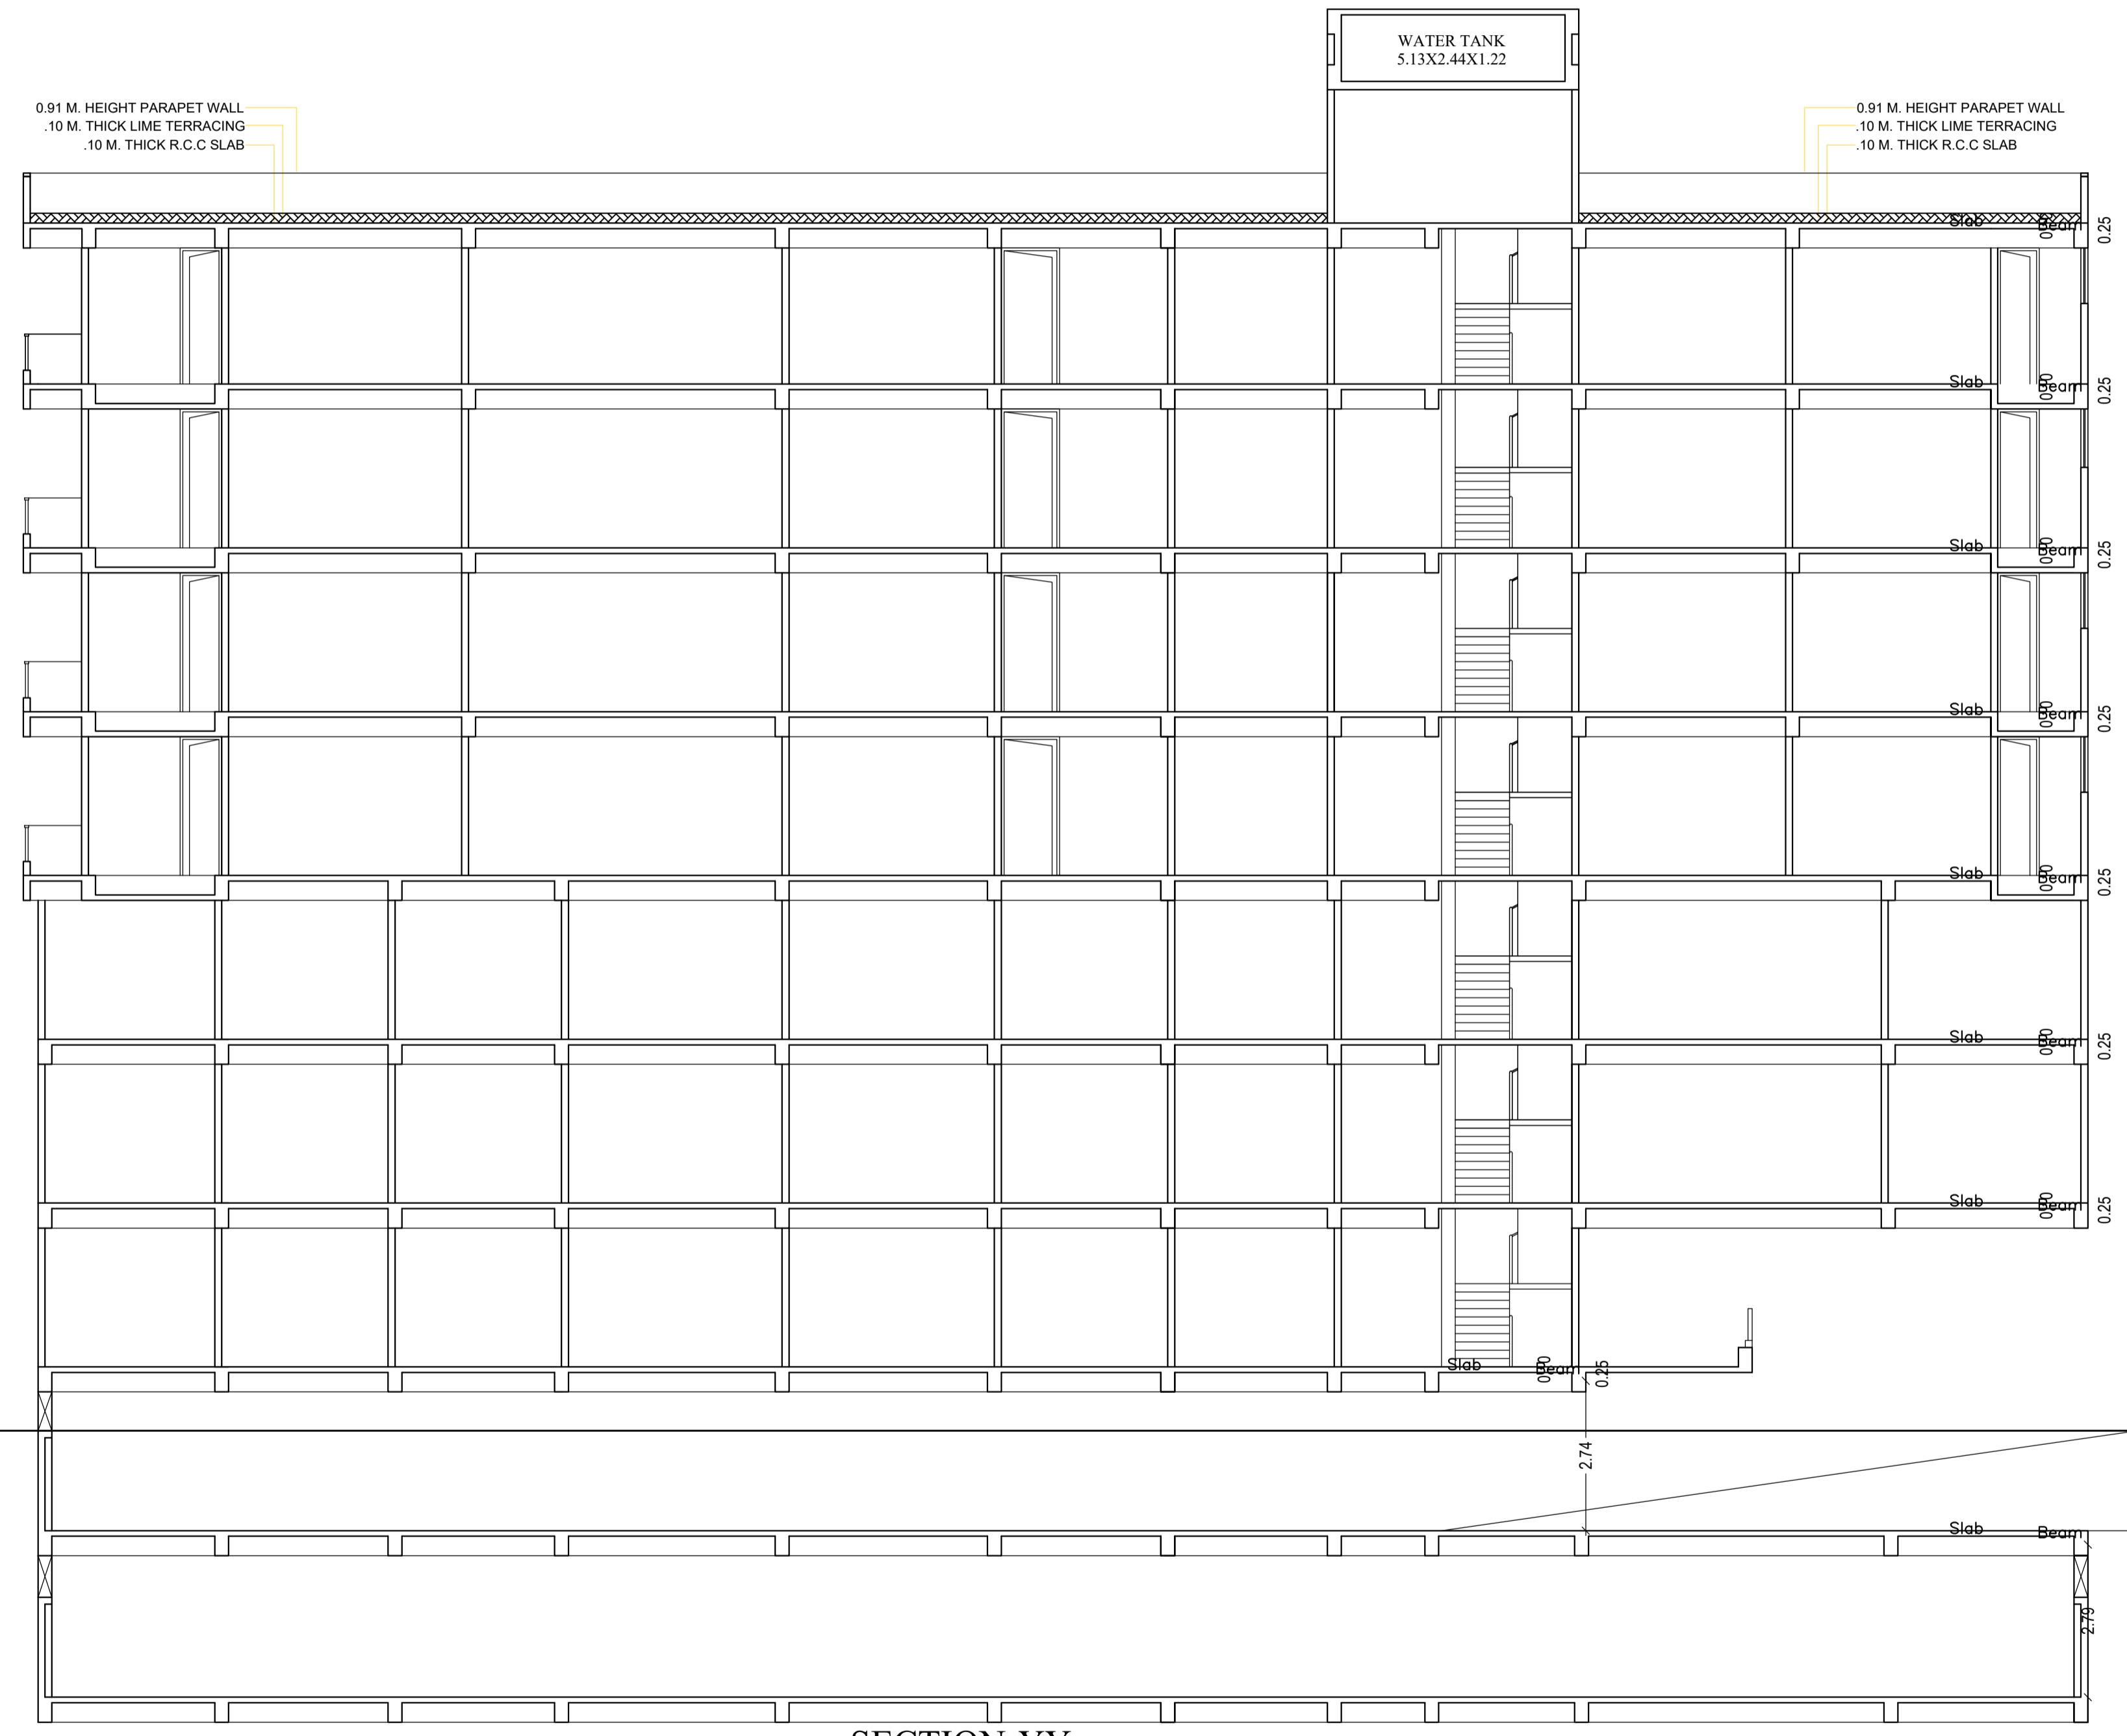 WATER TANK
5.13X2.44X1.22
0.91 M. HEIGHT PARAPET WALL
.10 M. THICK LIME TERRACING
.10 M. THICK R.C.C SLAB
0.91 M. HEIGHT PARAPET WALL
.10 M. THICK LIME TERRACING
.10 M. THICK R.C.C SLAB
Slab Beam 0.25
Slab Beam 0.25
Slab Beam 0.25
Slab Beam 0.25
Slab Beam 0.25
Slab Beam 0.25
Slab Beam 0.25
Slab Beam 0.25
2.74
Slab Beam
2.79